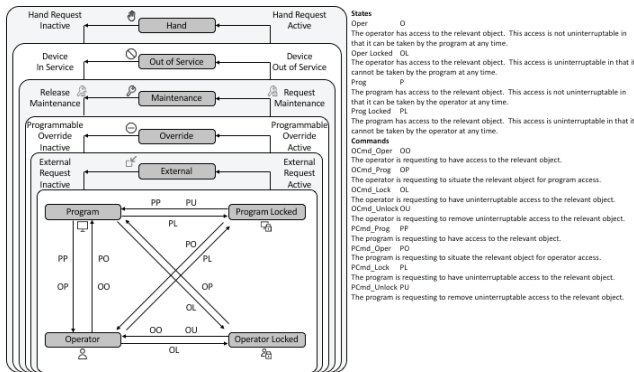 Hand Request
Inactive
Hand
Hand Request
Active
Device
In Service
Out of Service
Device
Out of Service
Release
Maintenance
Maintenance
Request
Maintenance
Programmable
Override
Inactive
Override
Programmable
Override
Active
External
Request
Inactive
External
External
Request
Active
Program
PP PU
PL
Program Locked
PP
PO
PO
PL
OP
OO
OP
OL
OO OU
Operator
OL
Operator Locked
States
Oper O
The operator has access to the relevant object. This access is not uninterruptable in
that it can be taken by the program at any time.
Oper Locked OL
The operator has access to the relevant object. This access is uninterruptable in that it
cannot be taken by the program at any time.
Prog P
The program has access to the relevant object. This access is not uninterruptable in
that it can be taken by the operator at any time.
Prog Locked PL
The program has access to the relevant object. This access is uninterruptable in that it
cannot be taken by the operator at any time.
Commands
OCmd_Oper OO
The operator is requesting to have access to the relevant object.
OCmd_Prog OP
The operator is requesting to situate the relevant object for program access.
OCmd_Lock OL
The operator is requesting to have uninterruptable access to the relevant object.
OCmd_Unlock OU
The operator is requesting to remove uninterruptable access to the relevant object.
PCmd_Prog PP
The program is requesting to have access to the relevant object.
PCmd_Oper PO
The program is requesting to situate the relevant object for operator access.
PCmd_Lock PL
The program is requesting to have uninterruptable access to the relevant object.
PCmd_Unlock PU
The program is requesting to remove uninterruptable access to the relevant object.